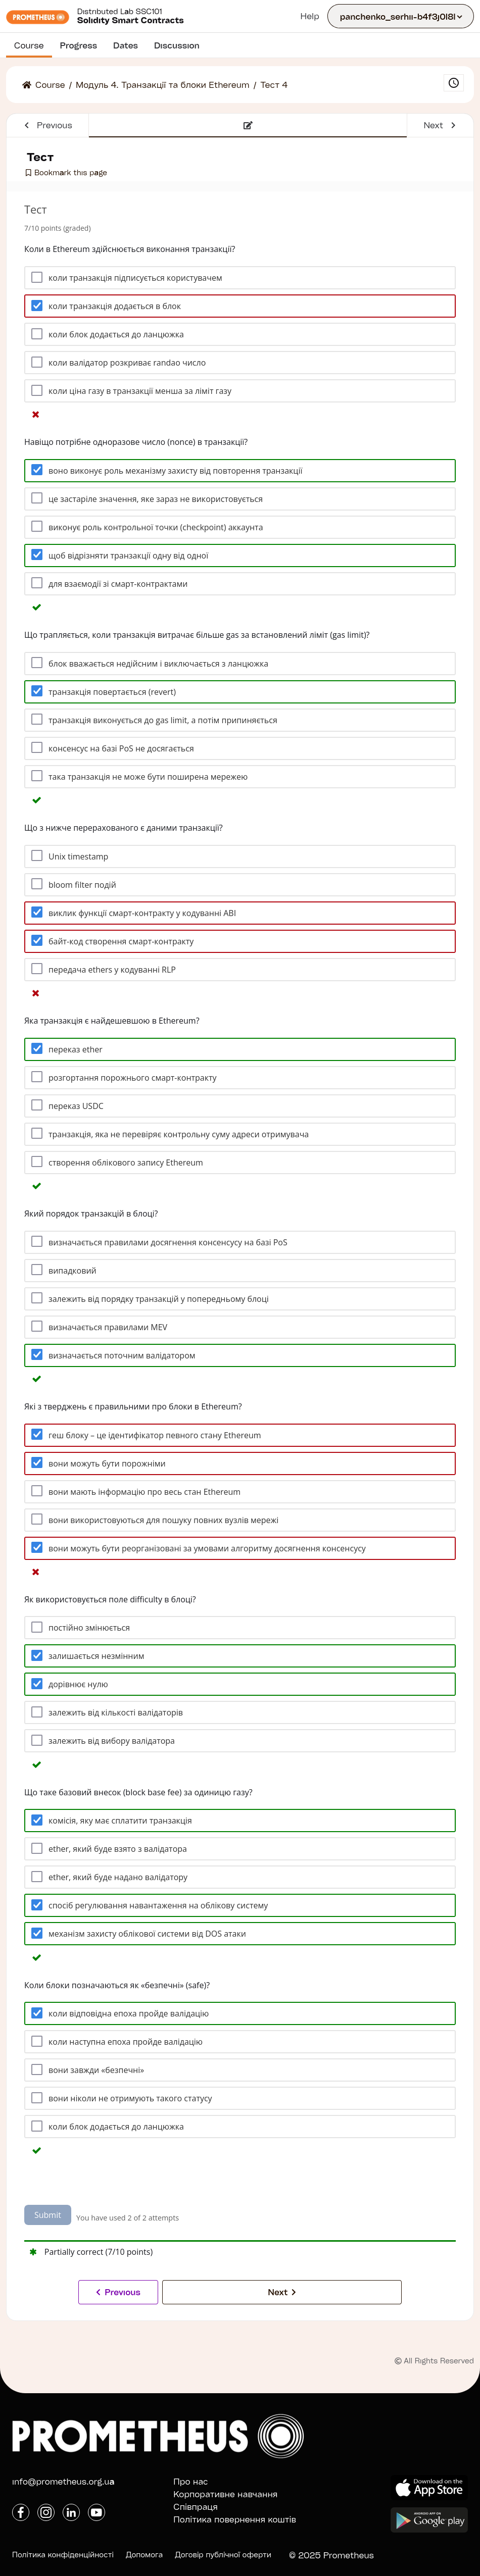 PROMETHEUS
Distributed Lab SSC101
Solidity Smart Contracts
Help
panchenko_serhii-b4f3j0l8l
Course
Progress
Dates
Discussion
Course / Модуль 4. Транзакції та блоки Ethereum / Тест 4
Previous
Next
Тест
Bookmark this page
Тест
7/10 points (graded)
Коли в Ethereum здійснюється виконання транзакції?
коли транзакція підписується користувачем
коли транзакція додається в блок
коли блок додається до ланцюжка
коли валідатор розкриває randao число
коли ціна газу в транзакції менша за ліміт газу
Навіщо потрібне одноразове число (nonce) в транзакції?
воно виконує роль механізму захисту від повторення транзакції
це застаріле значення, яке зараз не використовується
виконує роль контрольної точки (checkpoint) аккаунта
щоб відрізняти транзакції одну від одної
для взаємодії зі смарт-контрактами
Що трапляється, коли транзакція витрачає більше gas за встановлений ліміт (gas limit)?
блок вважається недійсним і виключається з ланцюжка
транзакція повертається (revert)
транзакція виконується до gas limit, а потім припиняється
консенсус на базі PoS не досягається
така транзакція не може бути поширена мережею
Що з нижче перерахованого є даними транзакції?
Unix timestamp
bloom filter подій
виклик функції смарт-контракту у кодуванні ABI
байт-код створення смарт-контракту
передача ethers у кодуванні RLP
Яка транзакція є найдешевшою в Ethereum?
переказ ether
розгортання порожнього смарт-контракту
переказ USDC
транзакція, яка не перевіряє контрольну суму адреси отримувача
створення облікового запису Ethereum
Який порядок транзакцій в блоці?
визначається правилами досягнення консенсусу на базі PoS
випадковий
залежить від порядку транзакцій у попередньому блоці
визначається правилами MEV
визначається поточним валідатором
Які з тверджень є правильними про блоки в Ethereum?
геш блоку – це ідентифікатор певного стану Ethereum
вони можуть бути порожніми
вони мають інформацію про весь стан Ethereum
вони використовуються для пошуку повних вузлів мережі
вони можуть бути реорганізовані за умовами алгоритму досягнення консенсусу
Як використовується поле difficulty в блоці?
постійно змінюється
залишається незмінним
дорівнює нулю
залежить від кількості валідаторів
залежить від вибору валідатора
Що таке базовий внесок (block base fee) за одиницю газу?
комісія, яку має сплатити транзакція
ether, який буде взято з валідатора
ether, який буде надано валідатору
спосіб регулювання навантаження на облікову систему
механізм захисту облікової системи від DOS атаки
Коли блоки позначаються як «безпечні» (safe)?
коли відповідна епоха пройде валідацію
коли наступна епоха пройде валідацію
вони завжди «безпечні»
вони ніколи не отримують такого статусу
коли блок додається до ланцюжка
Submit
You have used 2 of 2 attempts
Partially correct (7/10 points)
Previous
Next
© All Rights Reserved
PROMETHEUS
info@prometheus.org.ua
Про нас
Корпоративне навчання
Співпраця
Політика повернення коштів
Download on the
App Store
ANDROID APP ON
Google play
Політика конфіденційності
Допомога
Договір публічної оферти
© 2025 Prometheus